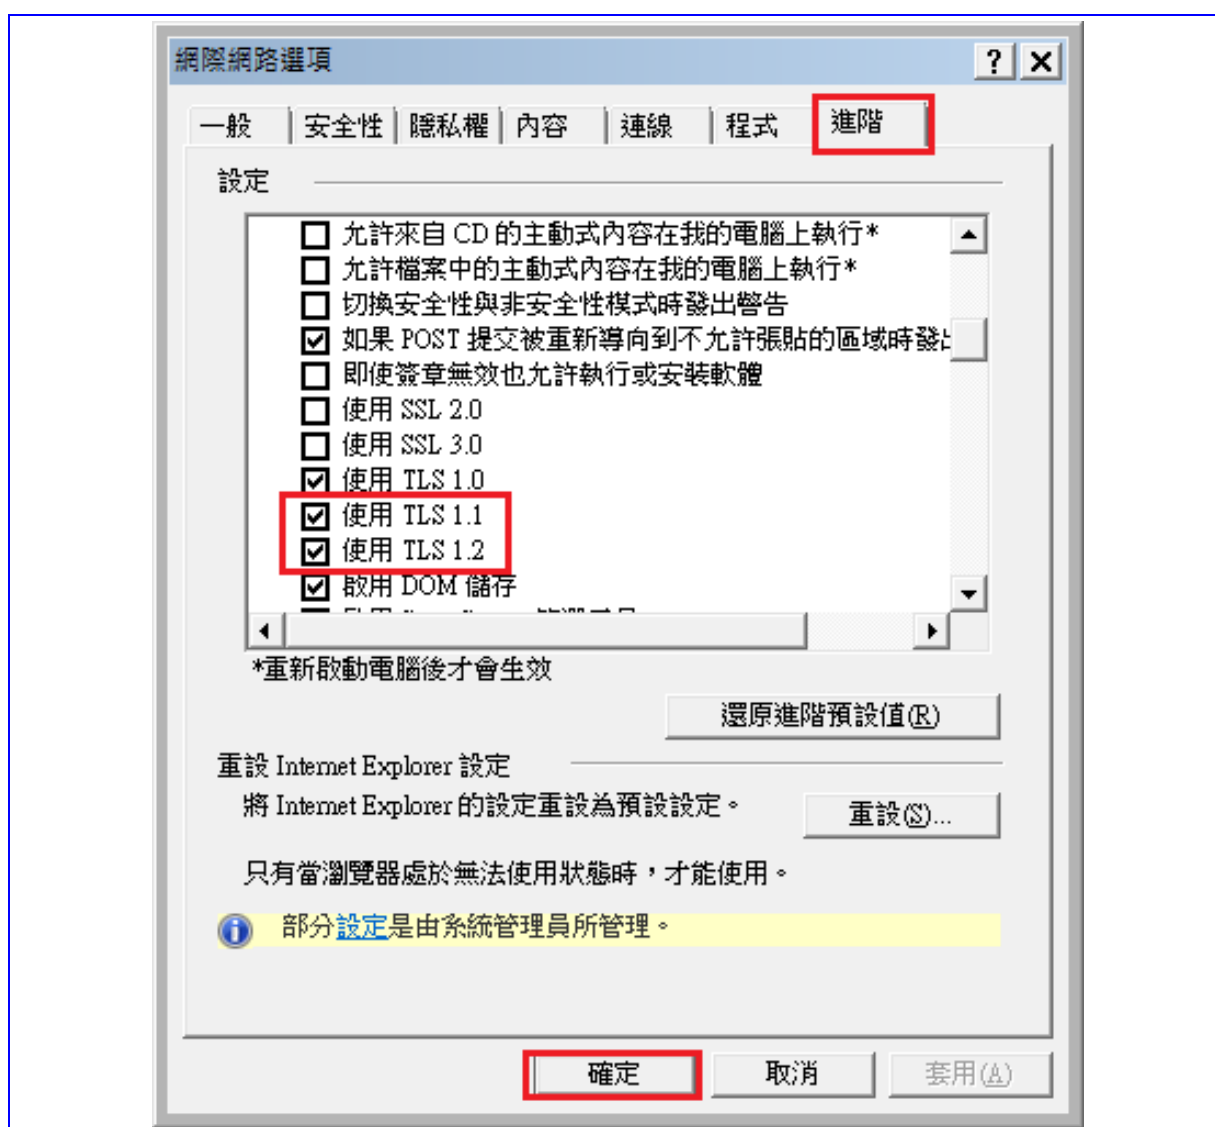 網際網路選項
?
一般 安全性 隱私權 內容 連線 程式 進階
設定
允許來自 CD 的主動式內容在我的電腦上執行*
允許檔案中的主動式內容在我的電腦上執行*
切換安全性與非安全性模式時發出警告
如果 POST 提交被重新導向到不允許張貼的區域時發
即使簽章無效也允許執行或安裝軟體
使用 SSL 2.0
使用 SSL 3.0
使用 TLS 1.0
使用 TLS 1.1
使用 TLS 1.2
啟用 DOM 儲存
*重新啟動電腦後才會生效
還原進階預設值(R)
重設 Internet Explorer 設定
將 Internet Explorer 的設定重設為預設設定。
重設(S)...
只有當瀏覽器處於無法使用狀態時，才能使用。
部分設定是由系統管理員所管理。
確定 取消 套用(A)